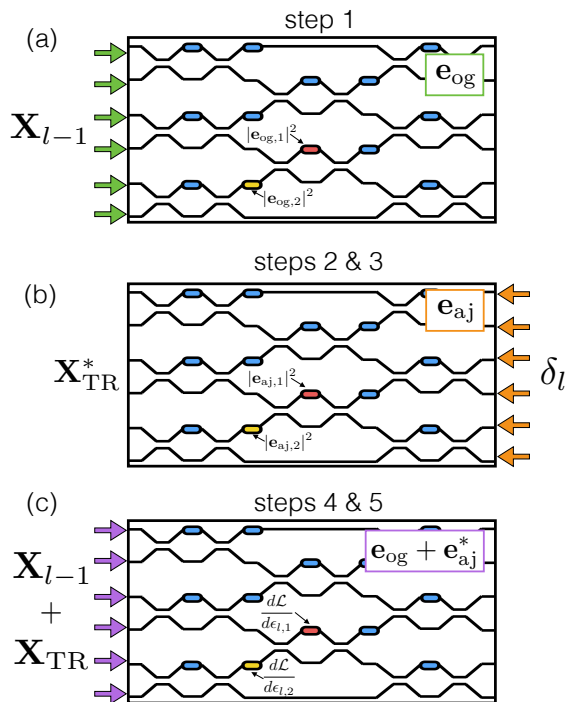 step 1
(a)
e_og
X_{l−1}
|e_{og,1}|^2
|e_{og,2}|^2
steps 2 & 3
(b)
e_aj
X*_TR
|e_{aj,1}|^2
δ_l
|e_{aj,2}|^2
steps 4 & 5
(c)
e_og + e*_aj
X_{l−1}
+
X_TR
dL/dϵ_{l,1}
dL/dϵ_{l,2}